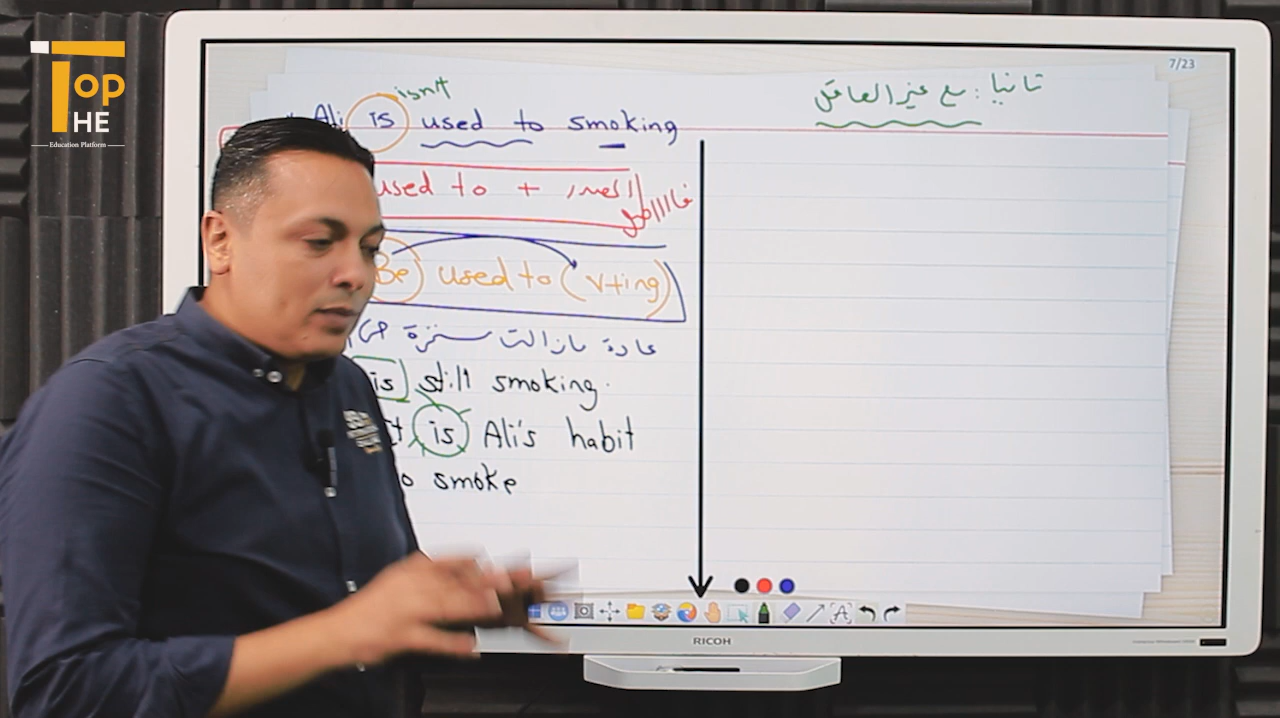 TOP
THE
Education Platform
7/23
ثانيا: مع غير العاقل
isn't
Ali is used to smoking
used to + المصدر
فاااضل
Be used to (v+ing)
عادة مازالت مستمرة
is still smoking.
is Ali's habit
smoke
RICOH